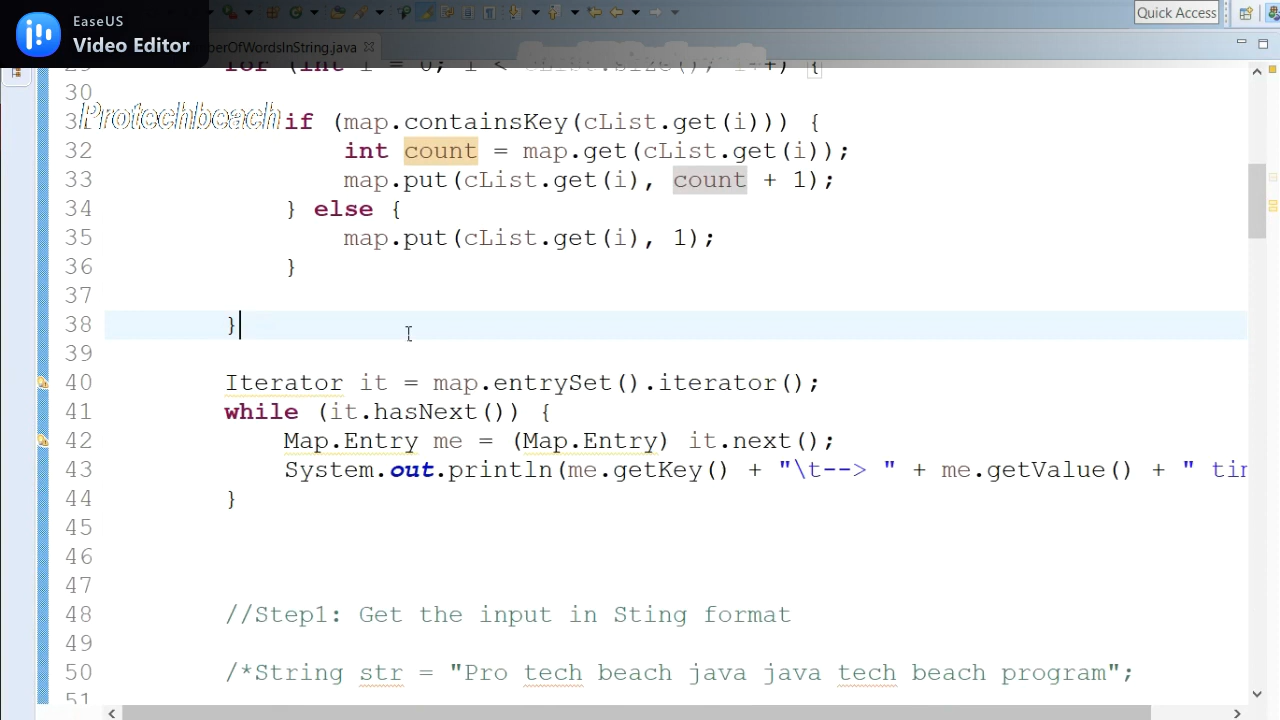 EaseUS
Video Editor
Quick Access
berOfWordsInString.java
Protechbeach
30
if (map.containsKey(cList.get(i))) {
32 int count = map.get(cList.get(i));
33 map.put(cList.get(i), count + 1);
34 } else {
35 map.put(cList.get(i), 1);
36 }
37
38 }
39
40 Iterator it = map.entrySet().iterator();
41 while (it.hasNext()) {
42 Map.Entry me = (Map.Entry) it.next();
43 System.out.println(me.getKey() + "\t--> " + me.getValue() + " tim
44 }
45
46
47
48 //Step1: Get the input in Sting format
49
50 /*String str = "Pro tech beach java java tech beach program";
51